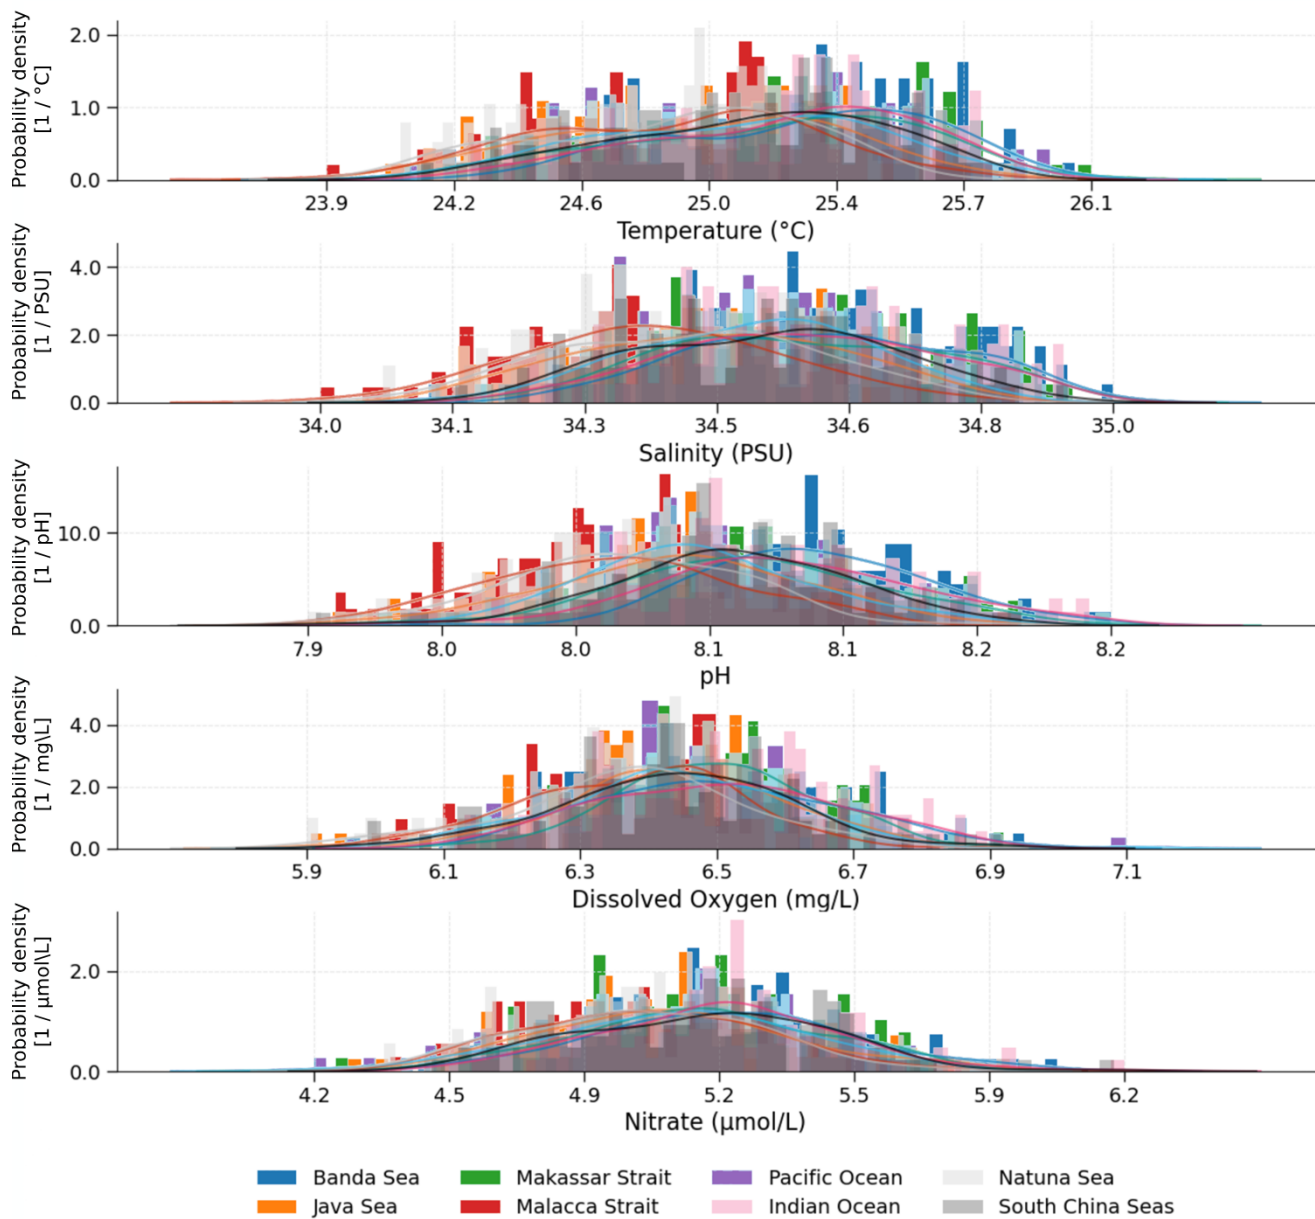 Probability density
[1 / °C]
2.0
1.0
0.0
23.9 24.2 24.6 25.0 25.4 25.7 26.1
Temperature (°C)
Probability density
[1 / PSU]
4.0
2.0
0.0
34.0 34.1 34.3 34.5 34.6 34.8 35.0
Salinity (PSU)
Probability density
[1 / pH]
10.0
0.0
7.9 8.0 8.0 8.1 8.1 8.2 8.2
pH
Probability density
[1 / mg\L]
4.0
2.0
0.0
5.9 6.1 6.3 6.5 6.7 6.9 7.1
Dissolved Oxygen (mg/L)
Probability density
[1 / µmol\L]
2.0
1.0
0.0
4.2 4.5 4.9 5.2 5.5 5.9 6.2
Nitrate (µmol/L)
Banda Sea Makassar Strait Pacific Ocean Natuna Sea
Java Sea Malacca Strait Indian Ocean South China Seas